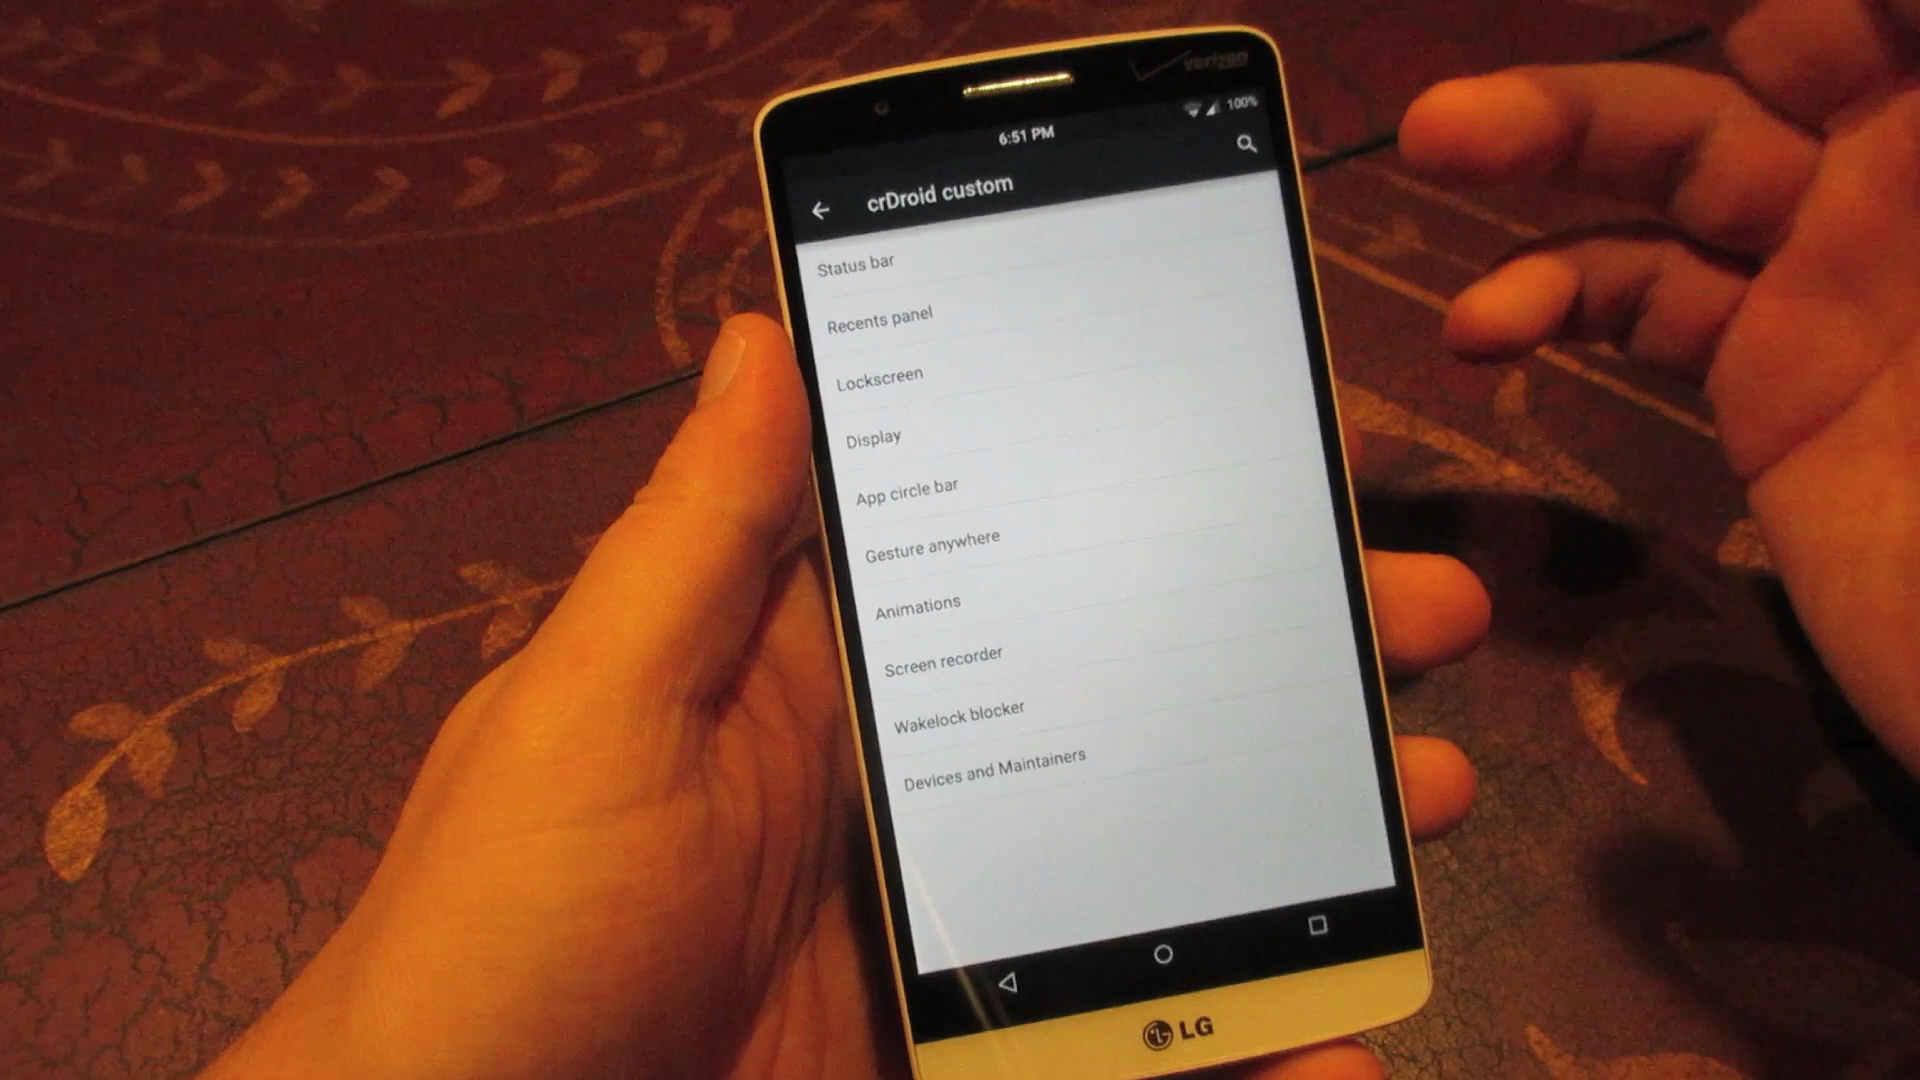 verizon
100%
6:51 PM
crDroid custom
Status bar
Recents panel
Lockscreen
Display
App circle bar
Gesture anywhere
Animations
Screen recorder
Wakelock blocker
Devices and Maintainers
LG